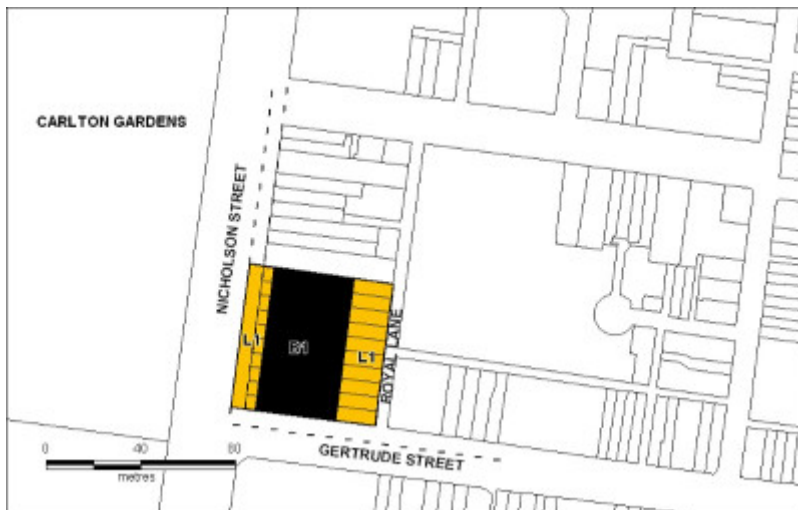 CARLTON GARDENS
NICHOLSON STREET
L1
B1
L1
ROYAL LANE
GERTRUDE STREET
0 40 80
metres